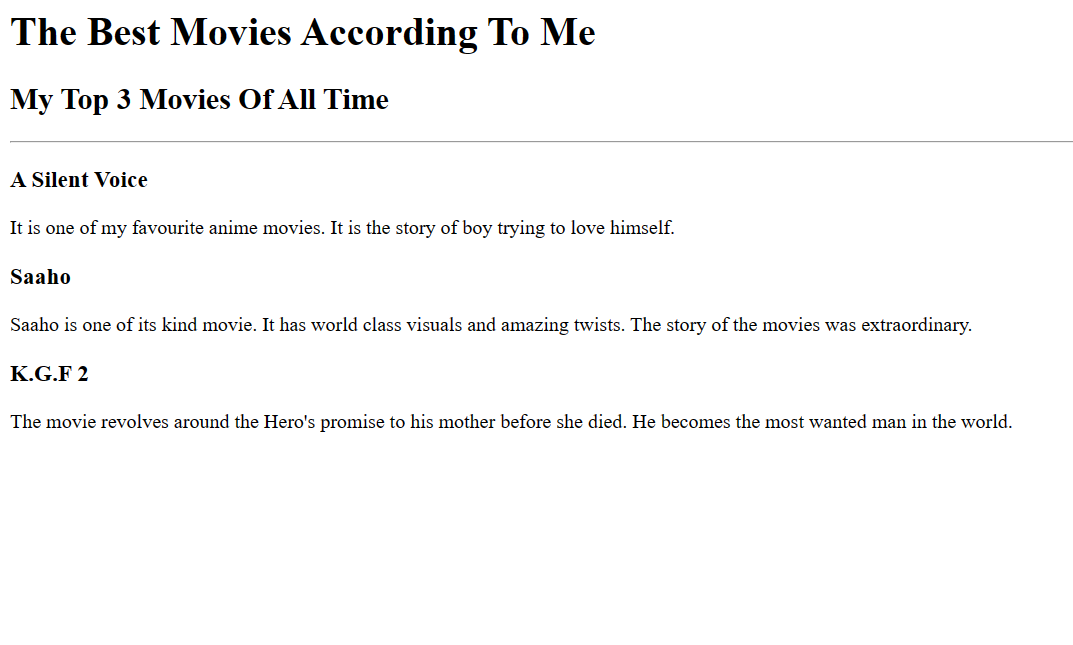 The Best Movies According To Me
My Top 3 Movies Of All Time
A Silent Voice
It is one of my favourite anime movies. It is the story of boy trying to love himself.
Saaho
Saaho is one of its kind movie. It has world class visuals and amazing twists. The story of the movies was extraordinary.
K.G.F 2
The movie revolves around the Hero's promise to his mother before she died. He becomes the most wanted man in the world.